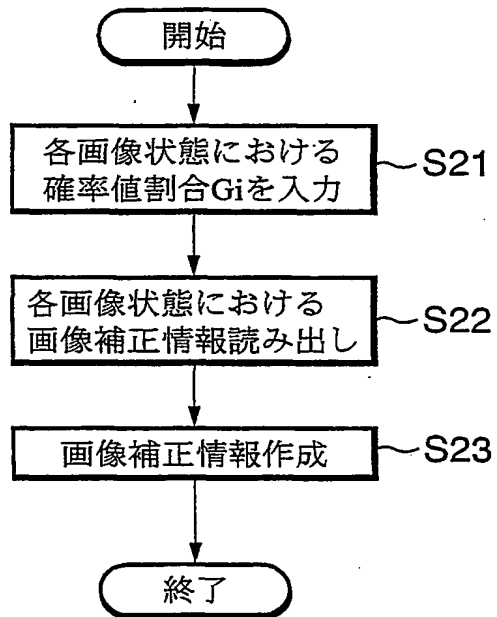 開始
各画像状態における
確率値割合Giを入力
S21
各画像状態における
画像補正情報読み出し
S22
画像補正情報作成
S23
終了